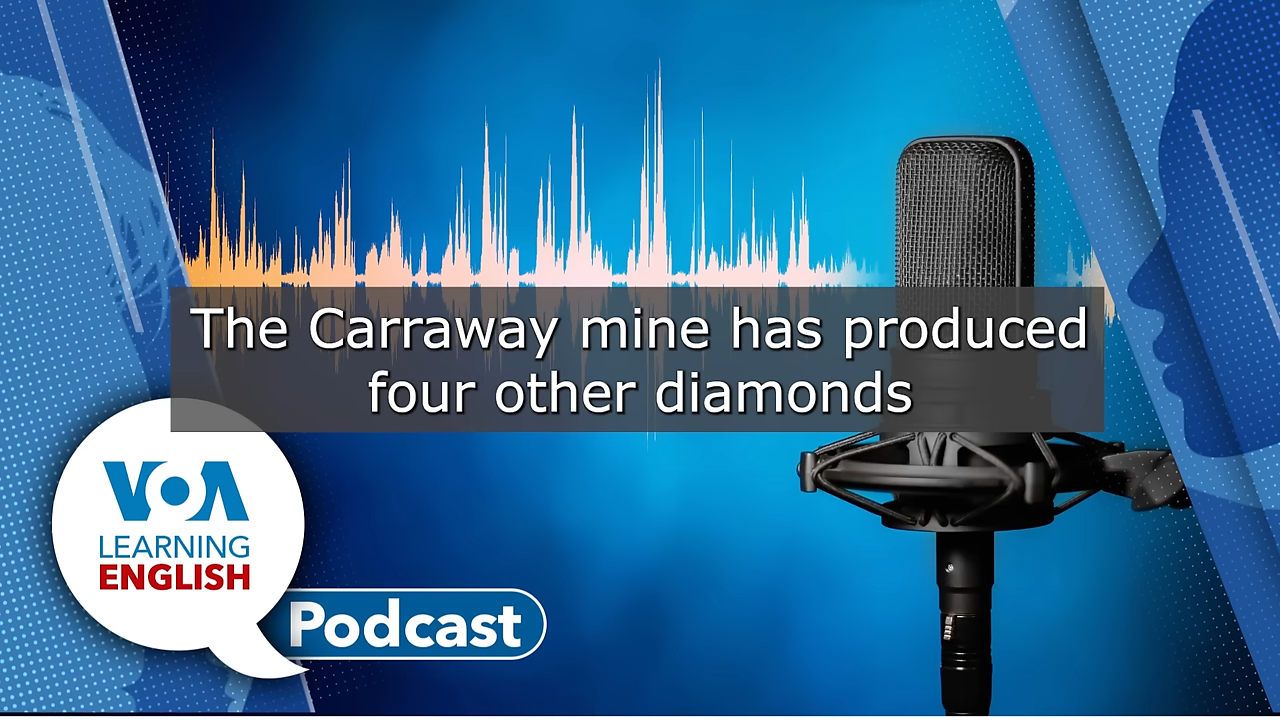 The Carraway mine has produced
four other diamonds
VOA
LEARNING
ENGLISH
Podcast